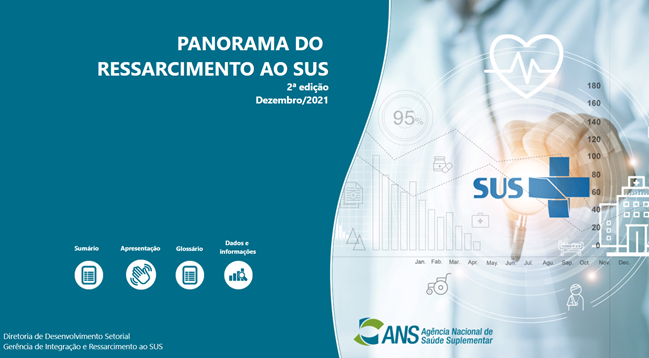 PANORAMA DO
RESSARCIMENTO AO SUS
2ª edição
Dezembro/2021
95%
180
160
140
120
100
80
60
40
20
0
SUS
Jan. Feb. Mar. Apr. May. Jun. Jul. Agu. Sep. Oct Nov. Dec.
Sumário
Apresentação
Glossário
Dados e
informações
ANS Agência Nacional de
Saúde Suplementar
Diretoria de Desenvolvimento Setorial
Gerência de Integração e Ressarcimento ao SUS